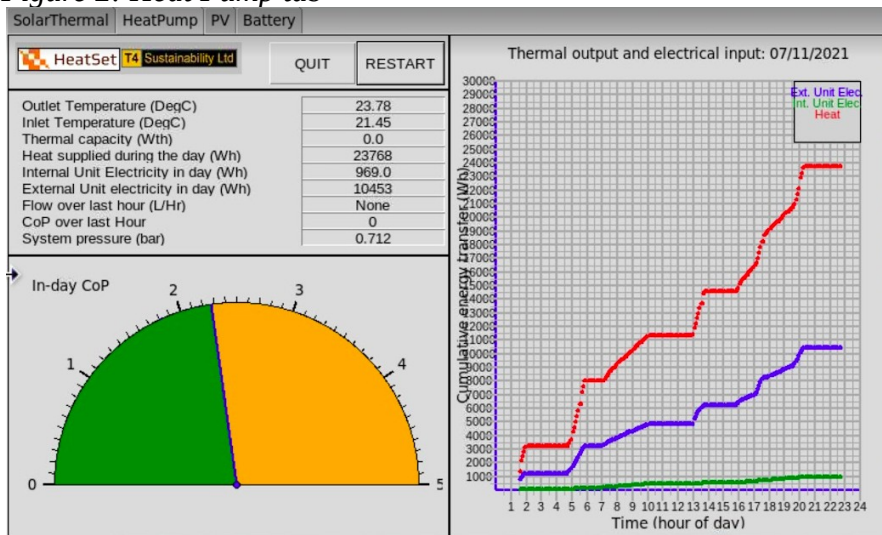 Figure 2: Heat Pump tab
SolarThermal HeatPump PV Battery
HeatSet T4 Sustainability Ltd QUIT RESTART
Outlet Temperature (DegC) 23.78
Inlet Temperature (DegC) 21.45
Thermal capacity (Wth) 0.0
Heat supplied during the day (Wh) 23768
Internal Unit Electricity in day (Wh) 969.0
External Unit electricity in day (Wh) 10453
Flow over last hour (L/Hr) None
CoP over last Hour 0
System pressure (bar) 0.712
In-day CoP
0 1 2 3 4 5
Thermal output and electrical input: 07/11/2021
Ext. Unit Elec.
Int. Unit Elec
Heat
Cumulative energy transfer (Wh)
30000
29000
28000
27000
26000
25000
24000
23000
22000
21000
20000
19000
18000
17000
16000
15000
14000
13000
12000
11000
10000
9000
8000
7000
6000
5000
4000
3000
2000
1000
1 2 3 4 5 6 7 8 9 10 11 12 13 14 15 16 17 18 19 20 21 22 23 24
Time (hour of day)